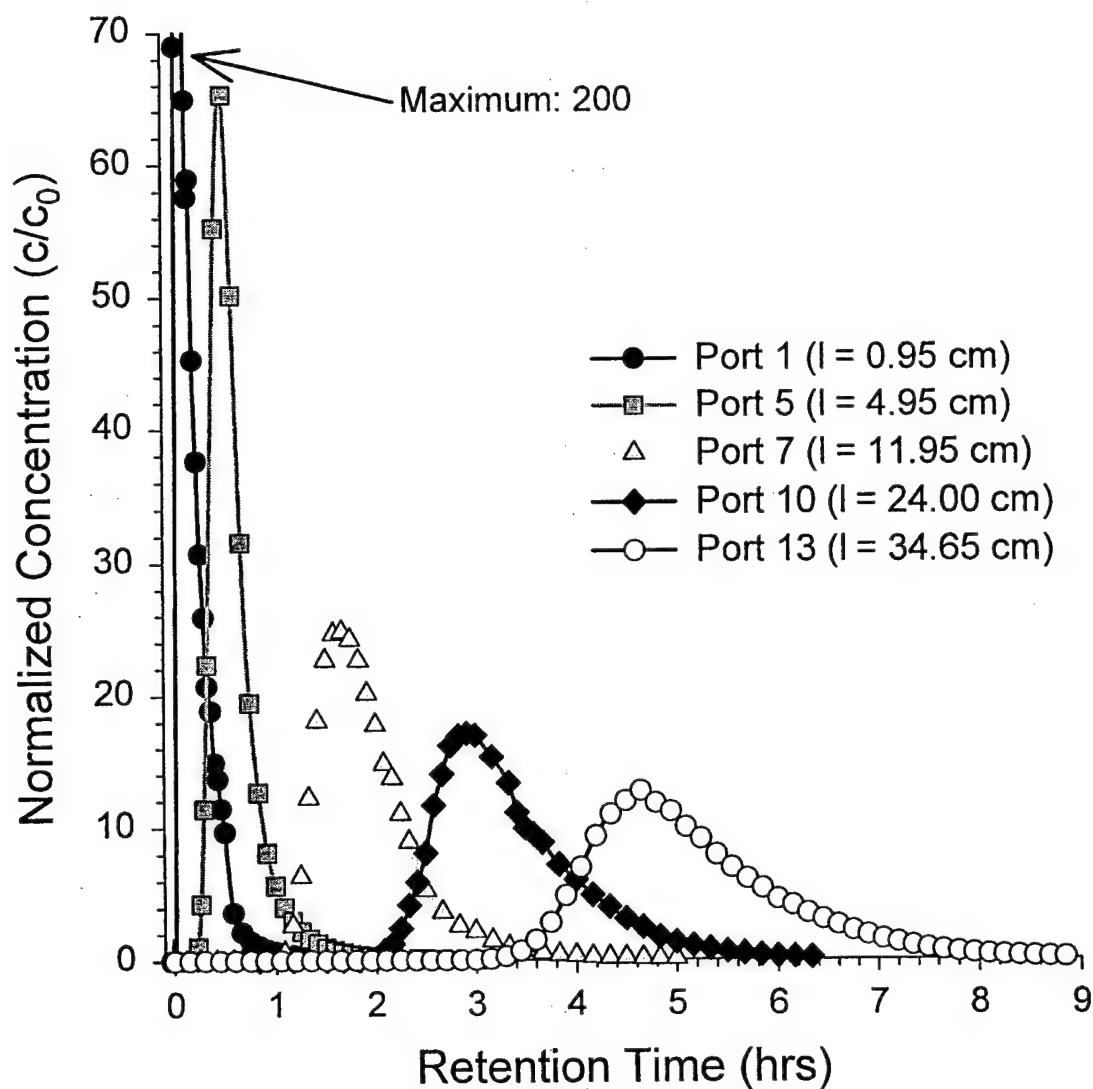 70
60
50
40
30
20
10
0
Normalized Concentration (c/c0)
Maximum: 200
Port 1 (l = 0.95 cm)
Port 5 (l = 4.95 cm)
Port 7 (l = 11.95 cm)
Port 10 (l = 24.00 cm)
Port 13 (l = 34.65 cm)
0 1 2 3 4 5 6 7 8 9
Retention Time (hrs)